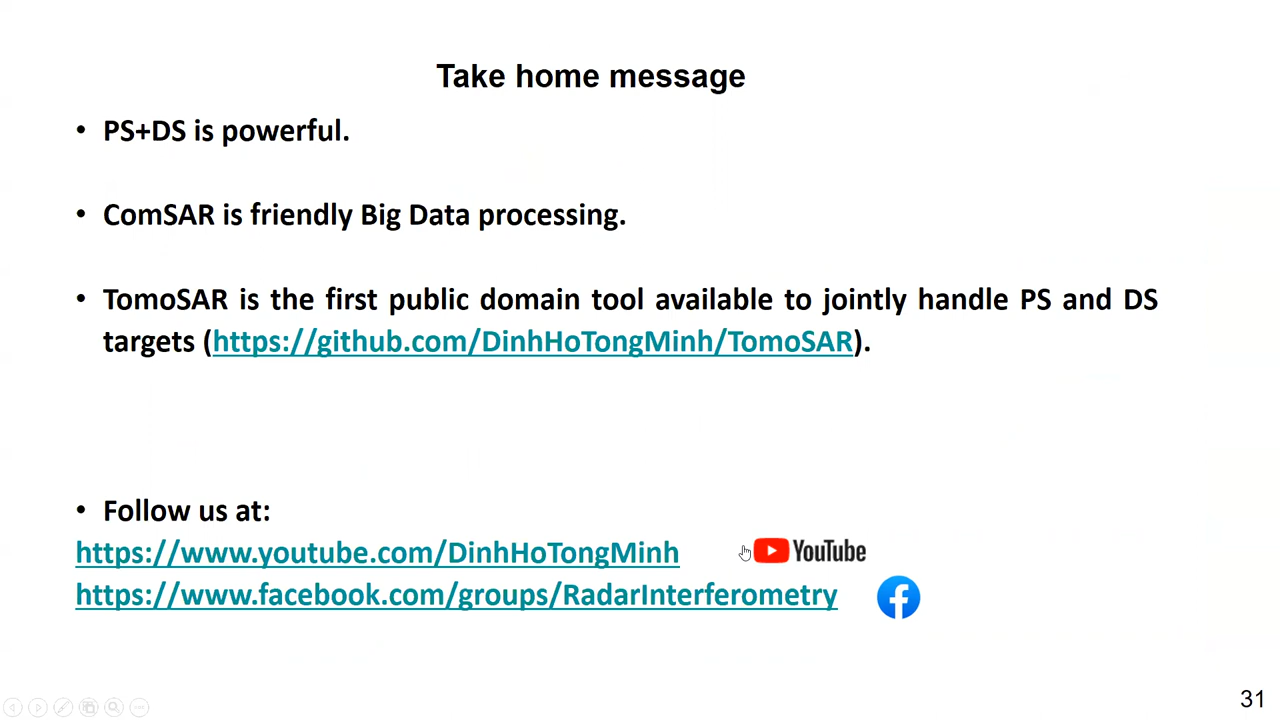 Take home message
• PS+DS is powerful.
• ComSAR is friendly Big Data processing.
• TomoSAR is the first public domain tool available to jointly handle PS and DS
targets (https://github.com/DinhHoTongMinh/TomoSAR).
• Follow us at:
https://www.youtube.com/DinhHoTongMinh YouTube
https://www.facebook.com/groups/RadarInterferometry
31